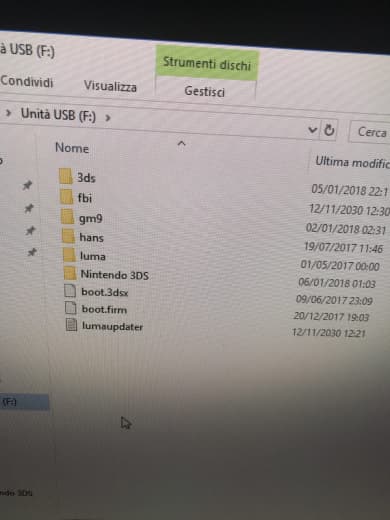 à USB (F:)
Strumenti dischi
Condividi Visualizza Gestisci
Unità USB (F:)
Cerca
Nome Ultima modific
3ds 05/01/2018 22:1
fbi 12/11/2030 12:30
gm9 02/01/2018 02:31
hans 19/07/2017 11:46
luma 01/05/2017 00:00
Nintendo 3DS 06/01/2018 01:03
boot.3dsx 09/06/2017 23:09
boot.firm 20/12/2017 19:03
lumaupdater 12/11/2030 12:21
(F:)
ndo 3DS